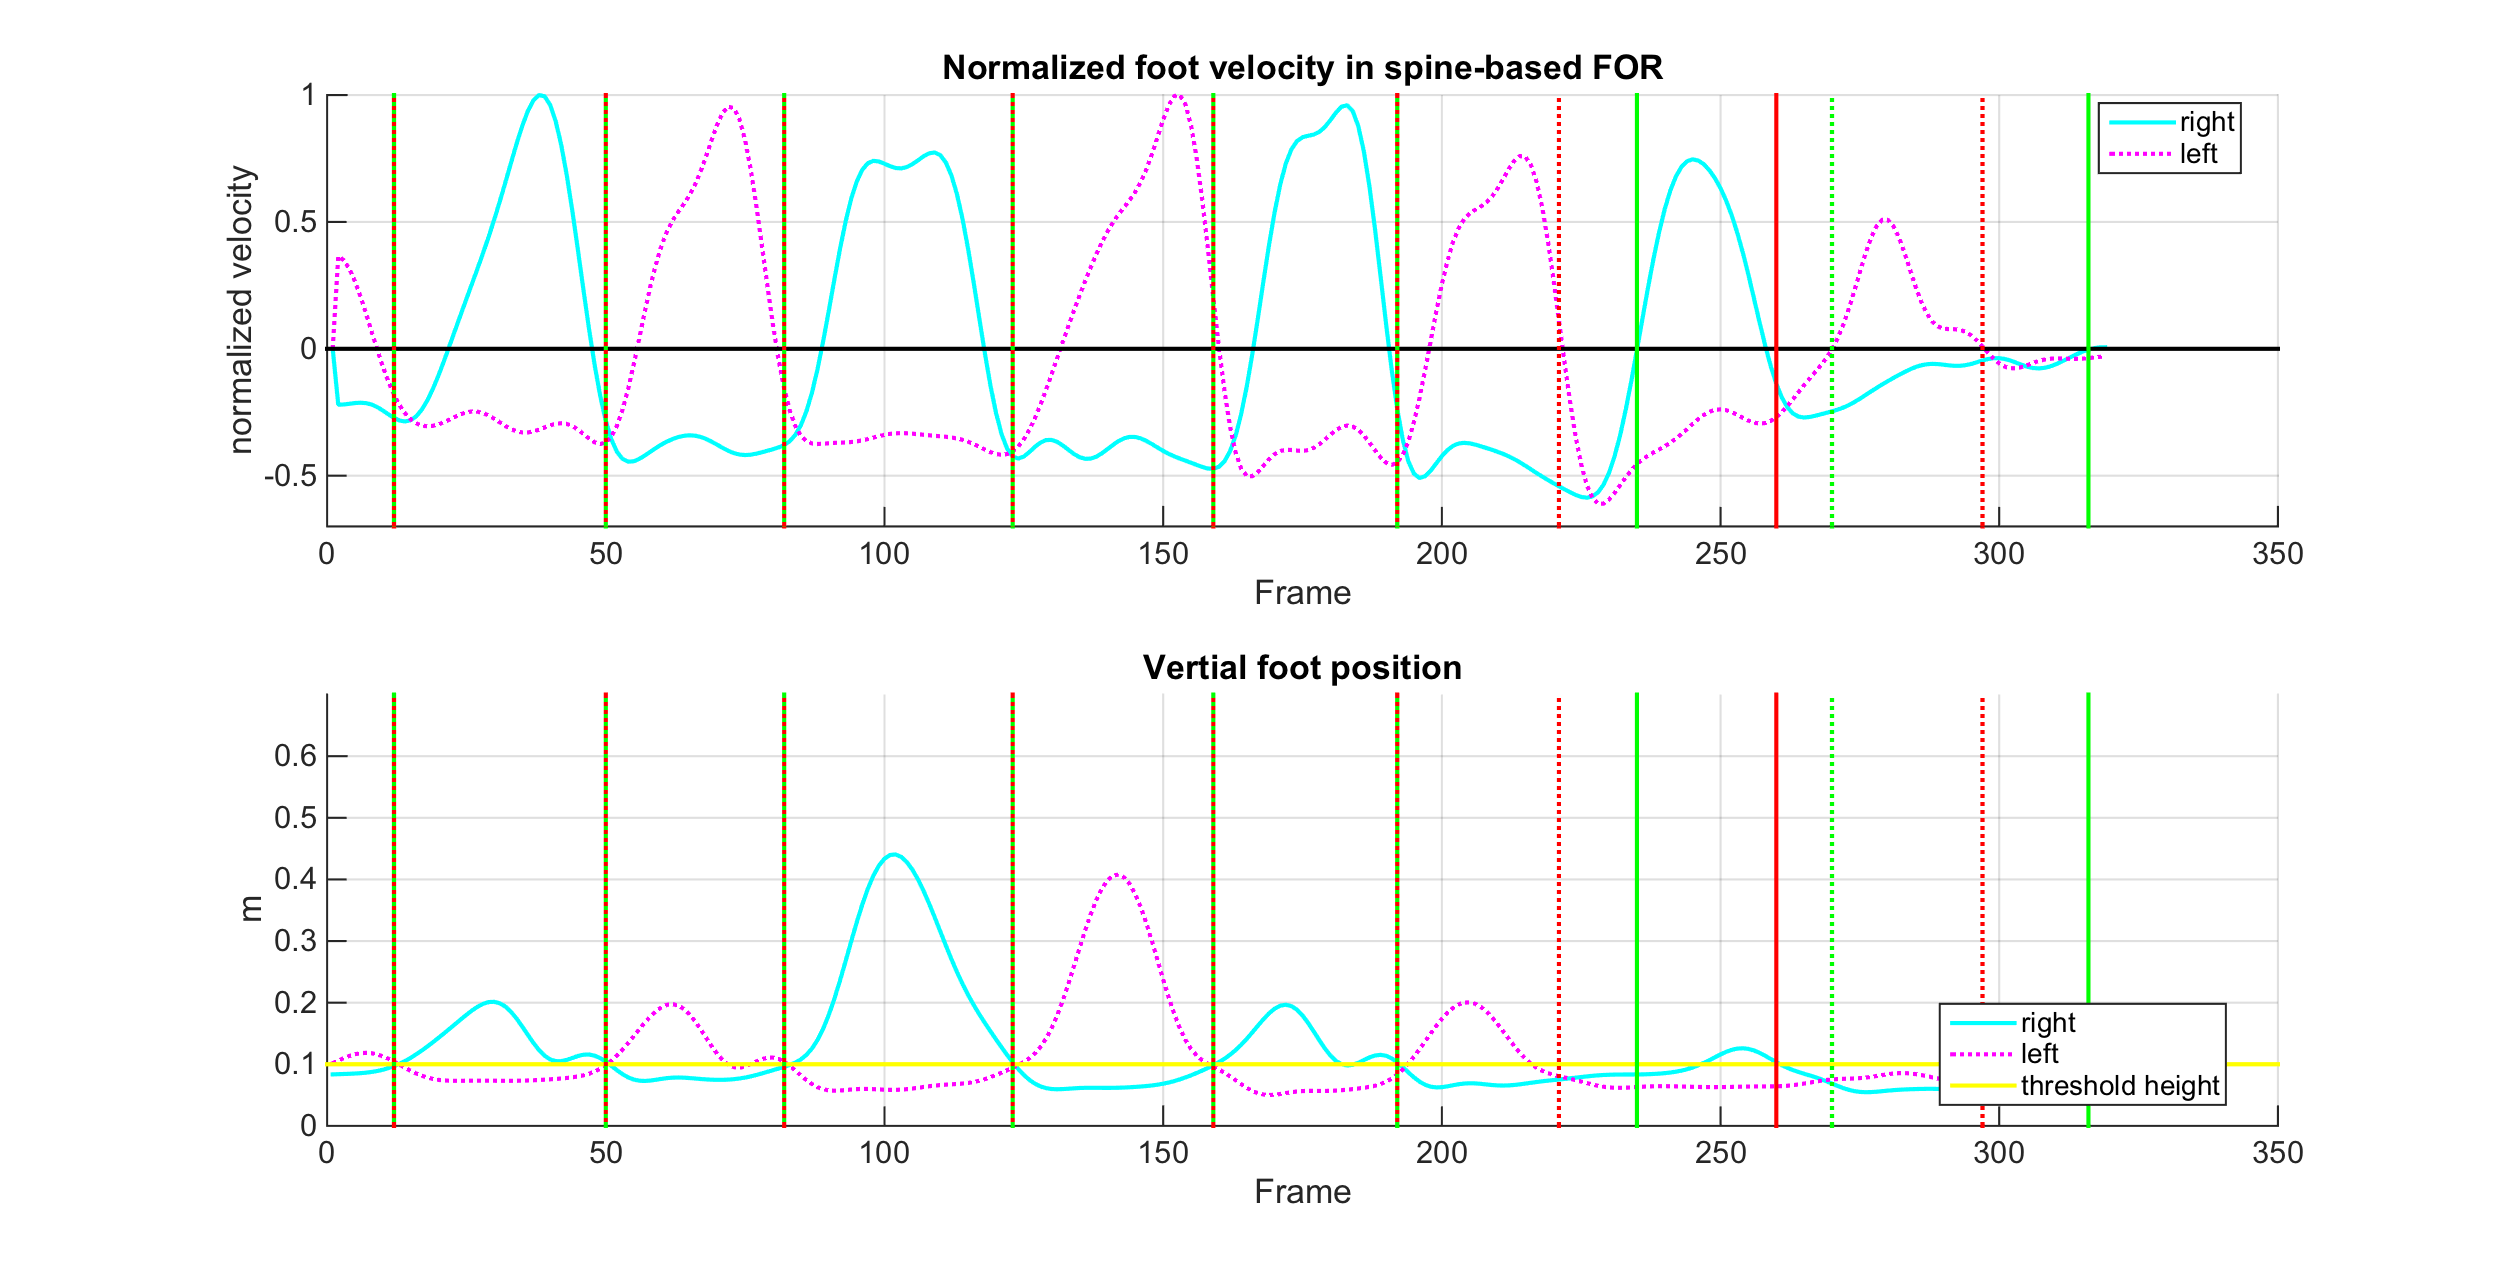 Normalized foot velocity in spine-based FOR
normalized velocity
1
0.5
0
-0.5
right
left
0 50 100 150 200 250 300 350
Frame
Vertial foot position
m
0.6
0.5
0.4
0.3
0.2
0.1
0
right
left
threshold height
0 50 100 150 200 250 300 350
Frame